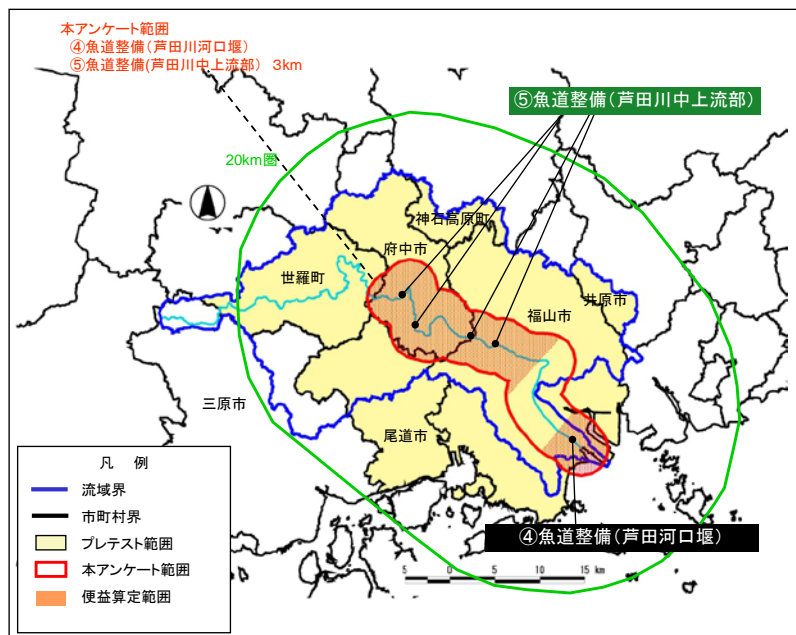 本アンケート範囲
④魚道整備（芦田川河口堰）
⑤魚道整備(芦田川中上流部） 3km
⑤魚道整備（芦田川中上流部）
20km圏
神石高原町
府中市
世羅町
井原市
福山市
三原市
尾道市
凡 例
流域界
市町村界
プレテスト範囲
本アンケート範囲
便益算定範囲
④魚道整備（芦田河口堰）
5 0 5 10 15 km